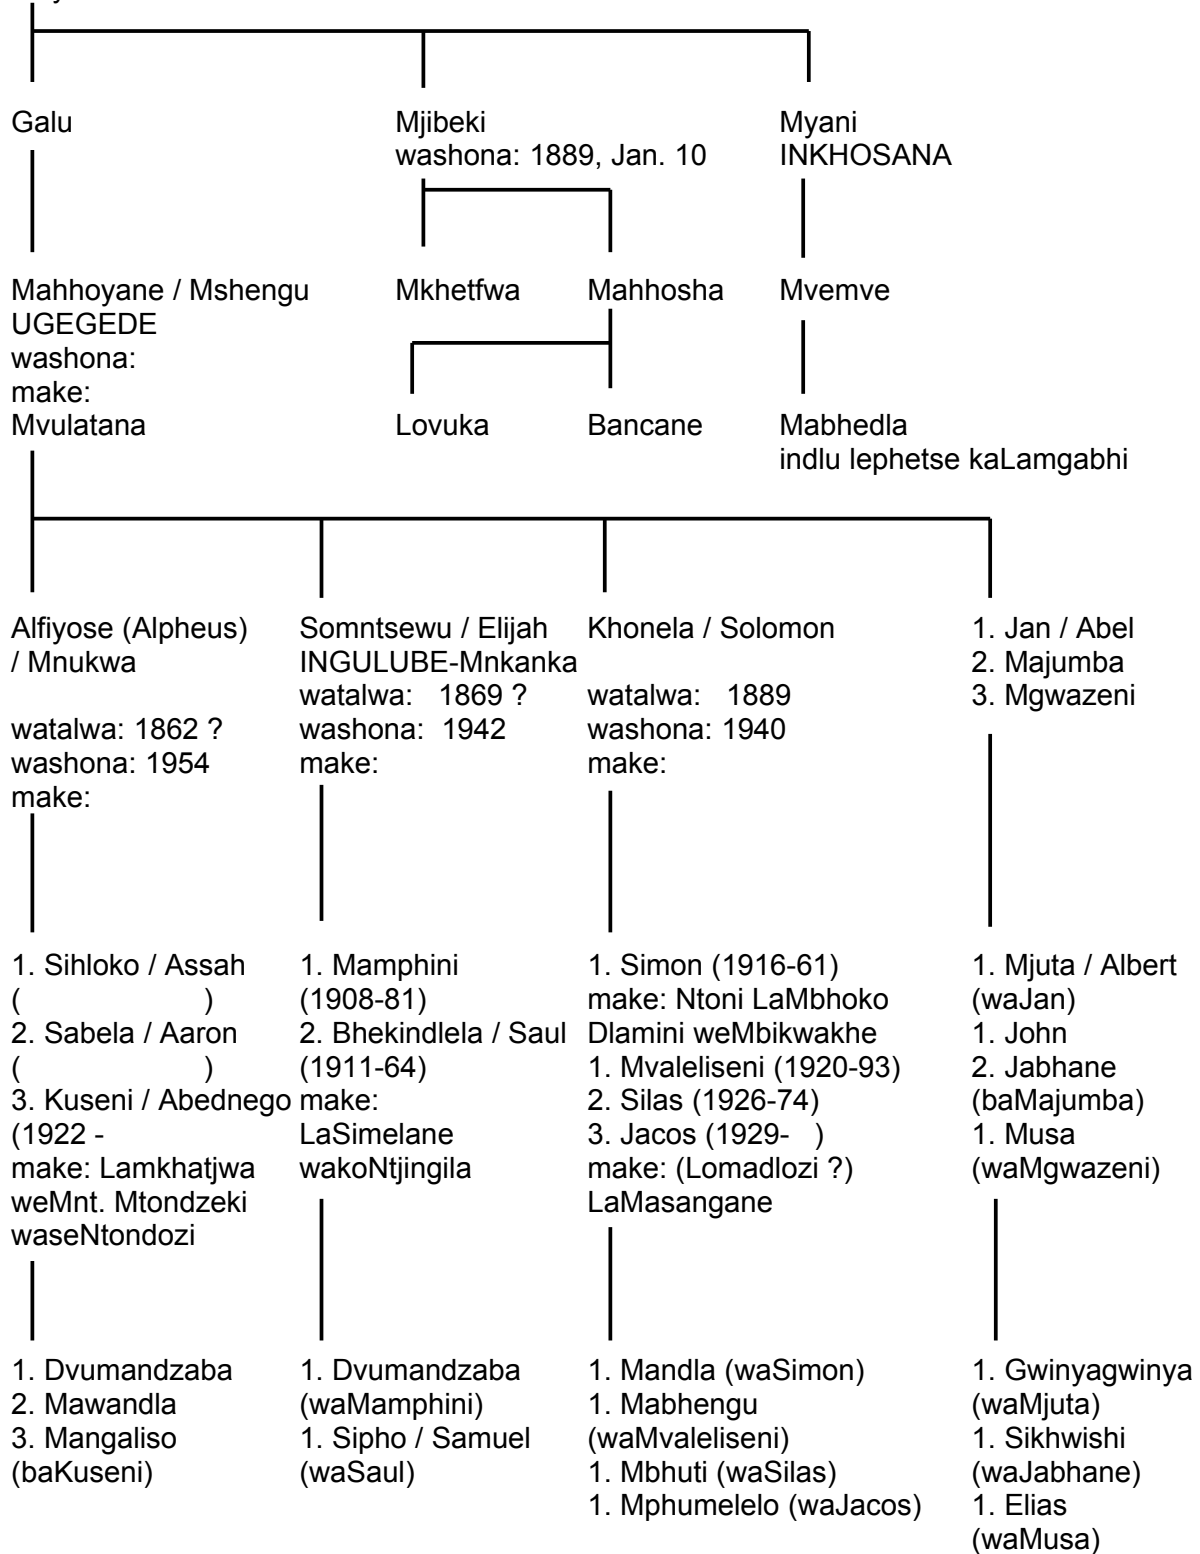 Galu
Mjibeki
washona: 1889, Jan. 10
Myani
INKHOSANA
Mahhoyane / Mshengu
UGEGEDE
washona:
make:
Mvulatana
Mkhetfwa
Mahhosha
Mvemve
Lovuka
Bancane
Mabhedla
indlu lephetse kaLamgabhi
Alfiyose (Alpheus)
/ Mnukwa
watalwa: 1862 ?
washona: 1954
make:
Somntsewu / Elijah
INGULUBE-Mnkanka
watalwa: 1869 ?
washona: 1942
make:
Khonela / Solomon
watalwa: 1889
washona: 1940
make:
1. Jan / Abel
2. Majumba
3. Mgwazeni
1. Sihloko / Assah
( )
2. Sabela / Aaron
( )
3. Kuseni / Abednego
(1922 -
make: Lamkhatjwa
weMnt. Mtondzeki
waseNtondozi
1. Mamphini
(1908-81)
2. Bhekindlela / Saul
(1911-64)
make:
LaSimelane
wakoNtjingila
1. Simon (1916-61)
make: Ntoni LaMbhoko
Dlamini weMbikwakhe
1. Mvaleliseni (1920-93)
2. Silas (1926-74)
3. Jacos (1929- )
make: (Lomadlozi ?)
LaMasangane
1. Mjuta / Albert
(waJan)
1. John
2. Jabhane
(baMajumba)
1. Musa
(waMgwazeni)
1. Dvumandzaba
2. Mawandla
3. Mangaliso
(baKuseni)
1. Dvumandzaba
(waMamphini)
1. Sipho / Samuel
(waSaul)
1. Mandla (waSimon)
1. Mabhengu
(waMvaleliseni)
1. Mbhuti (waSilas)
1. Mphumelelo (waJacos)
1. Gwinyagwinya
(waMjuta)
1. Sikhwishi
(waJabhane)
1. Elias
(waMusa)